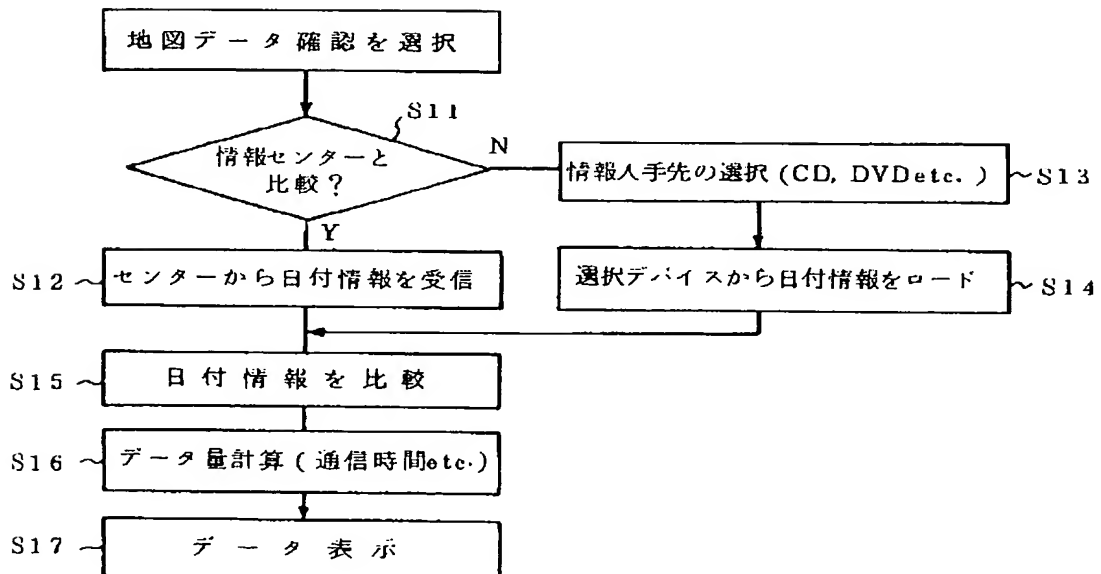 地図データ確認を選択
S11
情報センターと
比較？
N
情報入手先の選択 (CD, DVDetc.)
S13
Y
S12
センターから日付情報を受信
選択デバイスから日付情報をロード
S14
S15
日付情報を比較
S16
データ量計算 (通信時間etc.)
S17
データ表示